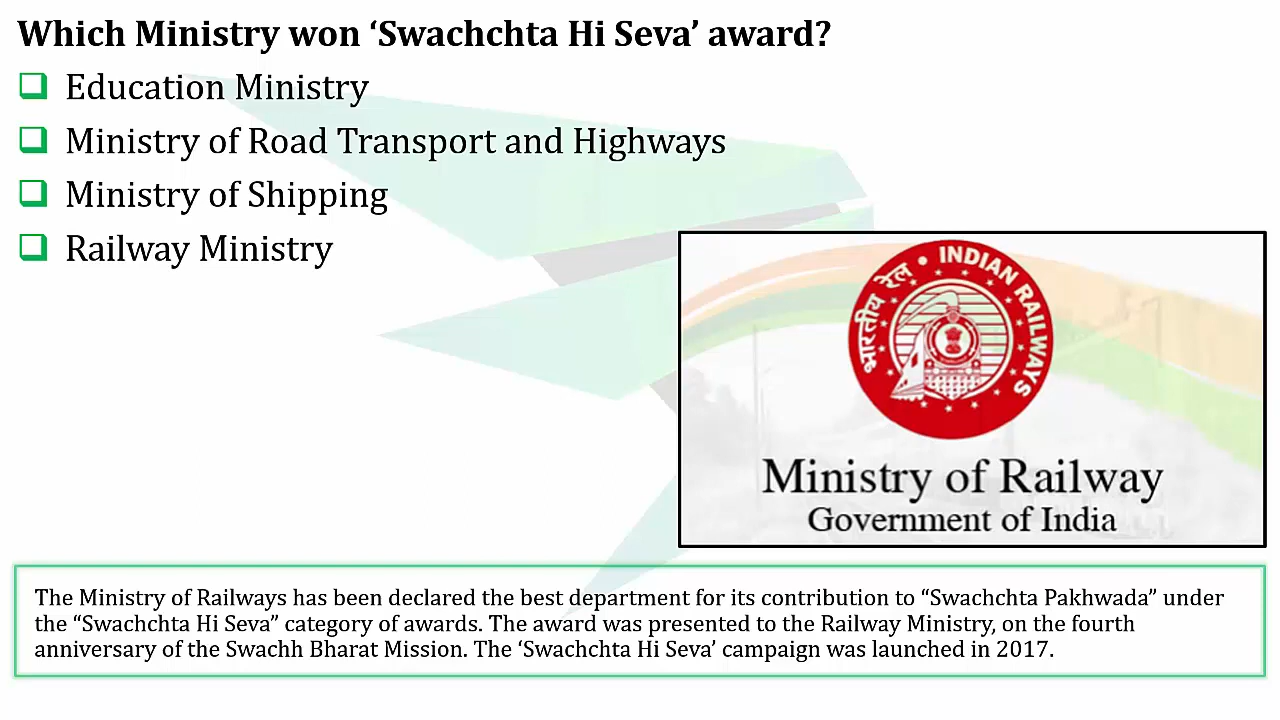 Which Ministry won ‘Swachchta Hi Seva’ award?
Education Ministry
Ministry of Road Transport and Highways
Ministry of Shipping
Railway Ministry
भारतीय रेल • INDIAN RAILWAYS
Ministry of Railway
Government of India
The Ministry of Railways has been declared the best department for its contribution to “Swachchta Pakhwada” under
the “Swachchta Hi Seva” category of awards. The award was presented to the Railway Ministry, on the fourth
anniversary of the Swachh Bharat Mission. The ‘Swachchta Hi Seva’ campaign was launched in 2017.